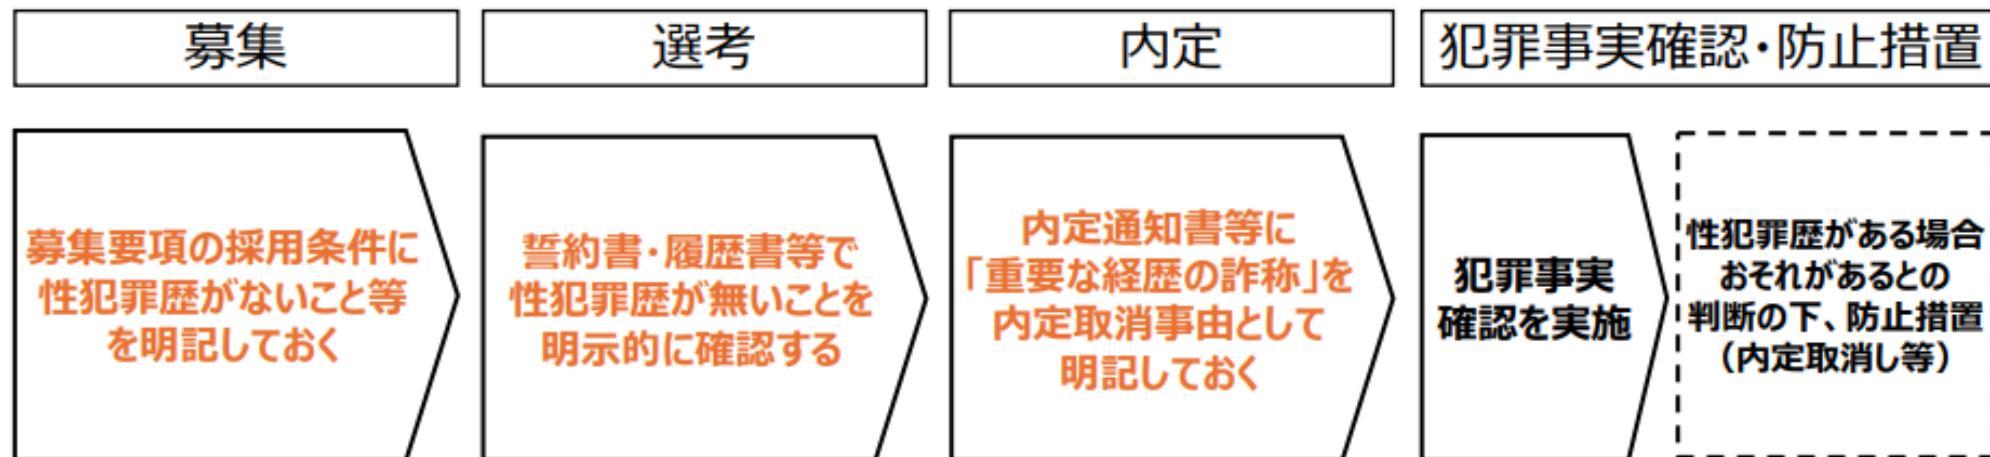 募集
選考
内定
犯罪事実確認・防止措置
募集要項の採用条件に
性犯罪歴がないこと等
を明記しておく
誓約書・履歴書等で
性犯罪歴が無いことを
明示的に確認する
内定通知書等に
「重要な経歴の詐称」を
内定取消事由として
明記しておく
犯罪事実
確認を実施
性犯罪歴がある場合
おそれがあるとの
判断の下、防止措置
（内定取消し等）